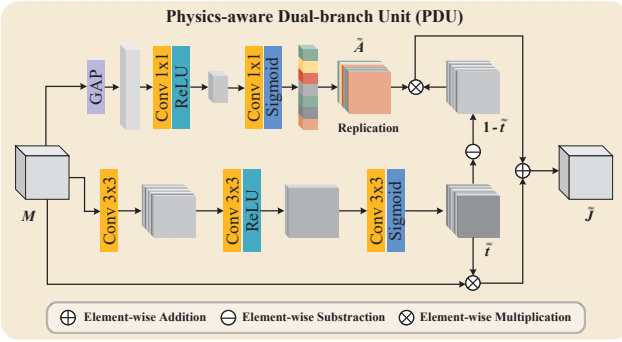 Physics-aware Dual-branch Unit (PDU)
GAP
Conv 1x1
ReLU
Conv 1x1
Sigmoid
Ã
Replication
1 - t̃
M
Conv 3x3
Conv 3x3
ReLU
Conv 3x3
Sigmoid
t̃
J̃
Element-wise Addition
Element-wise Substraction
Element-wise Multiplication